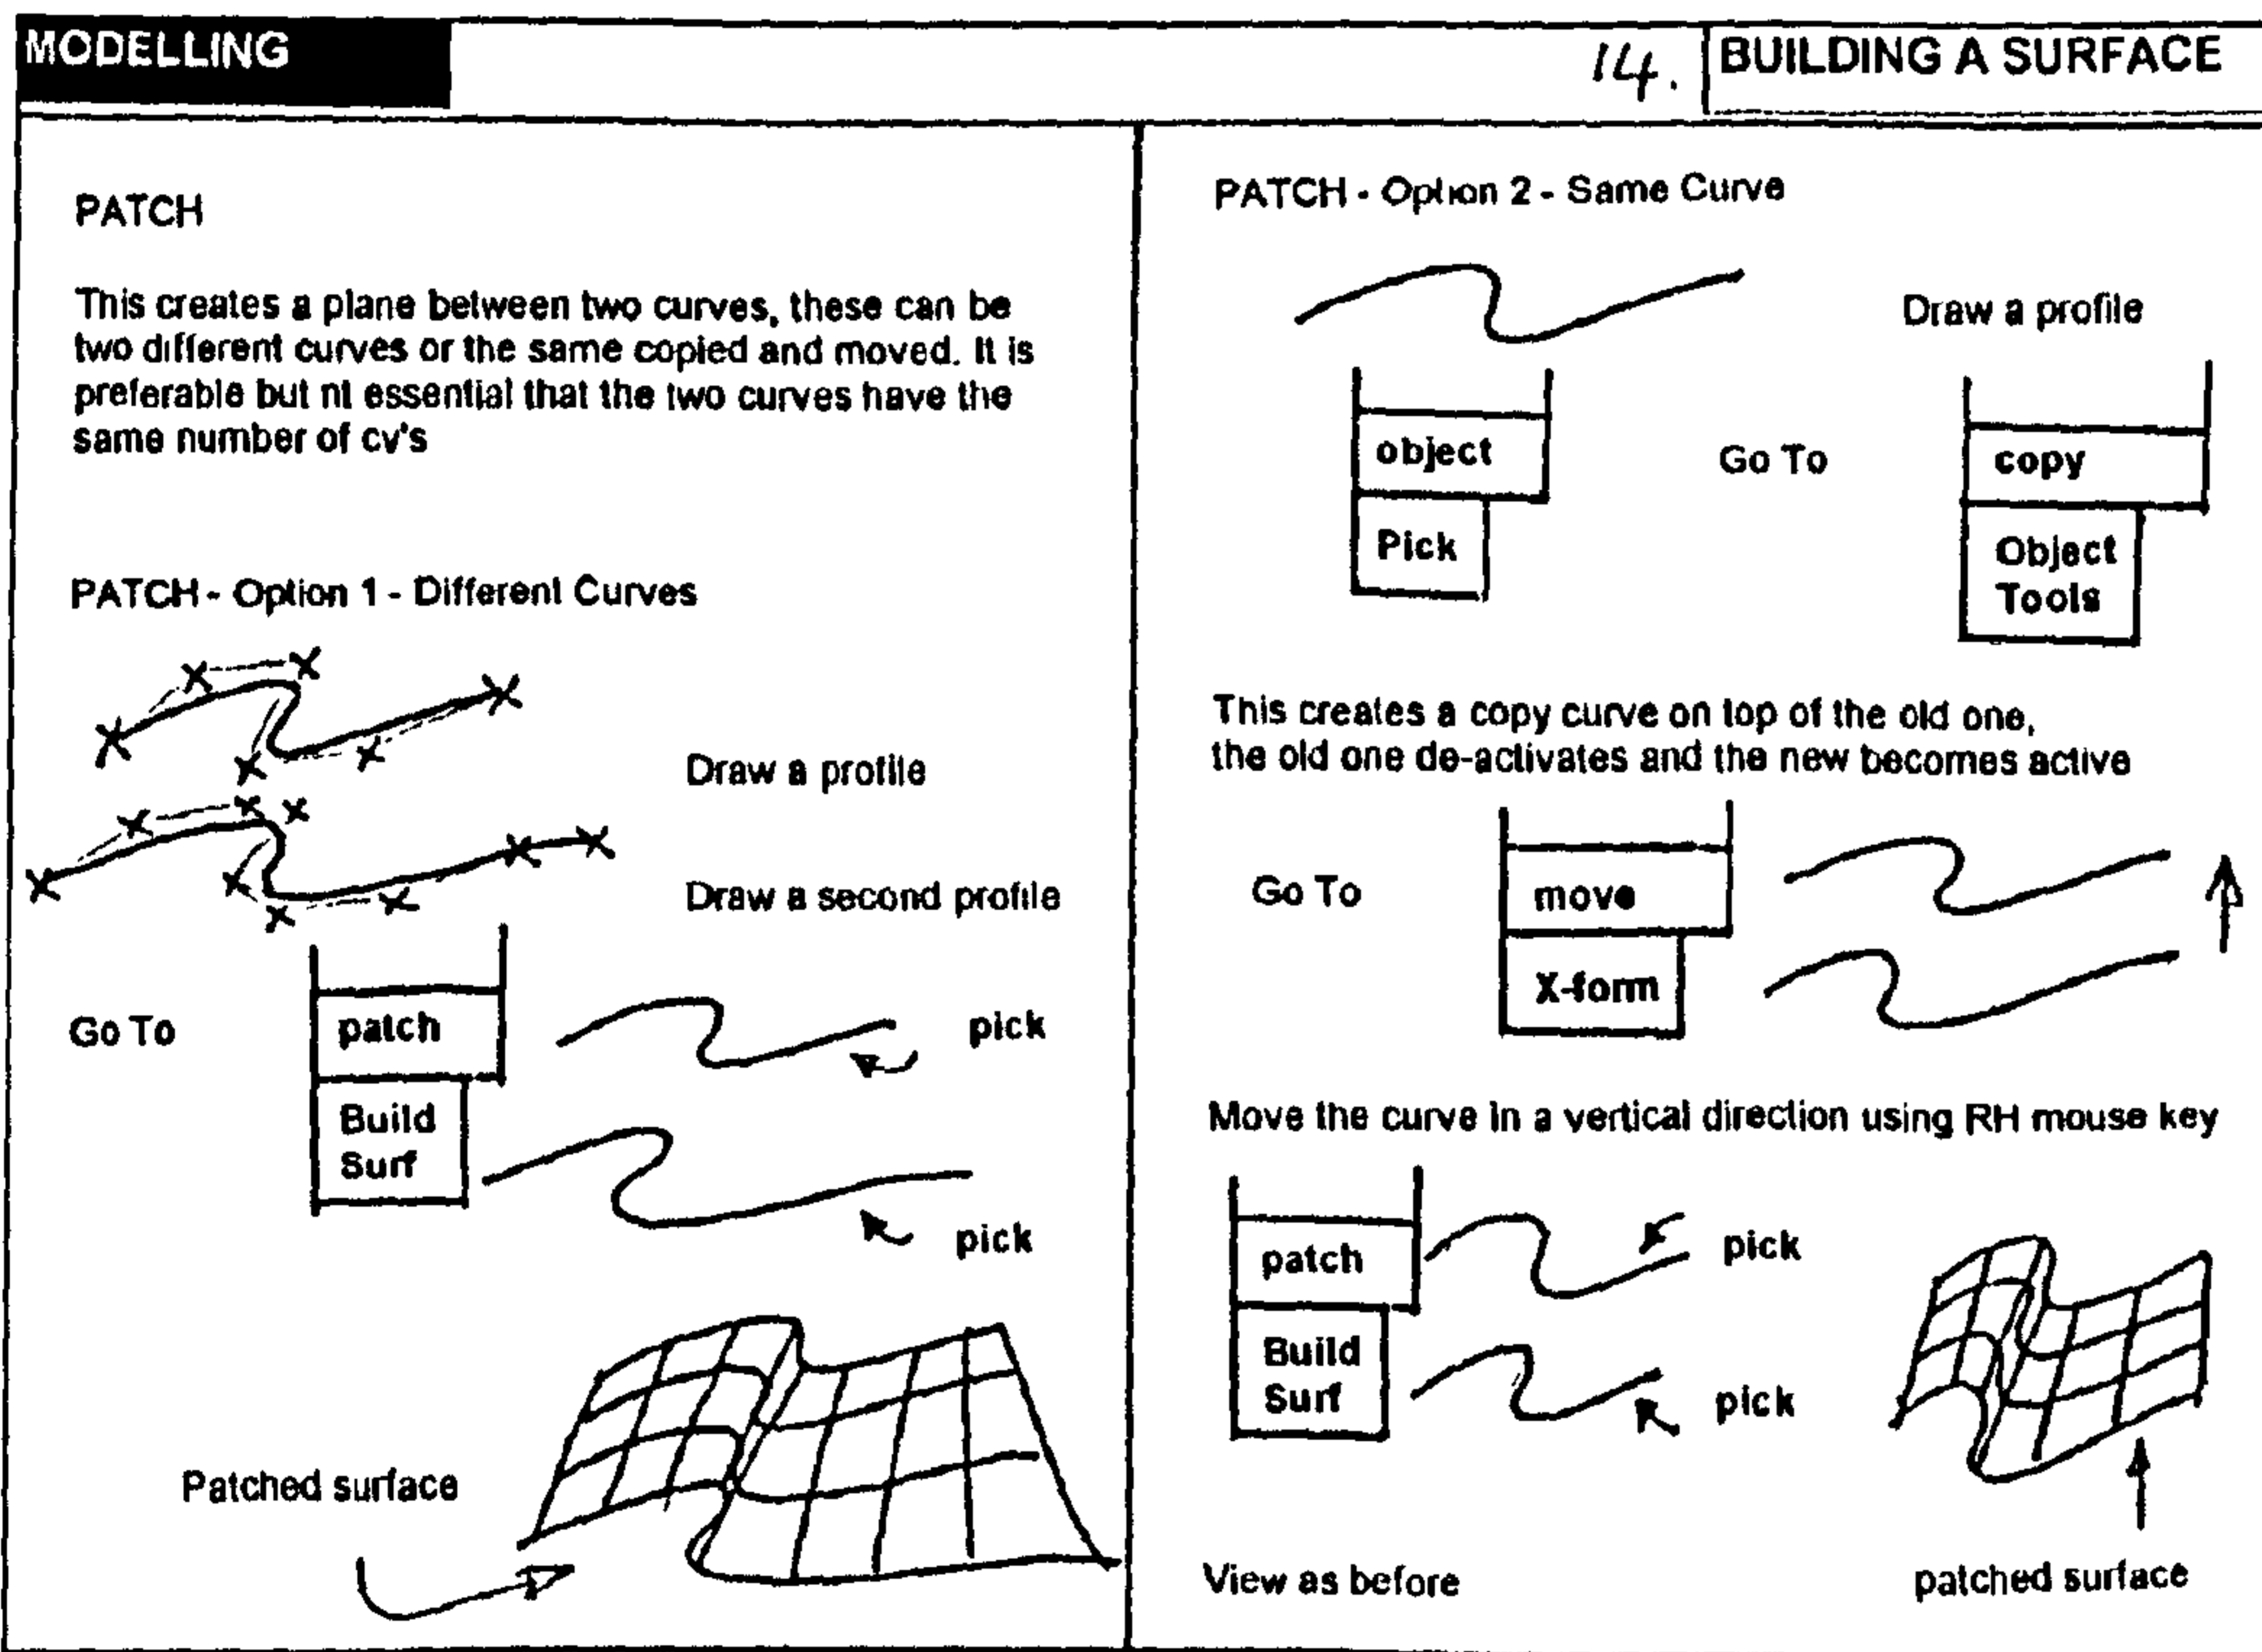 MODELLING
14.
BUILDING A SURFACE
PATCH
This creates a plane between two curves, these can be
two different curves or the same copied and moved. It is
preferable but nt essential that the two curves have the
same number of cv's
PATCH - Option 1 - Different Curves
Draw a profile
Draw a second profile
Go To
patch
Build
Surf
pick
pick
Patched surface
PATCH - Option 2 - Same Curve
Draw a profile
object
Pick
Go To
copy
Object
Tools
This creates a copy curve on top of the old one,
the old one de-activates and the new becomes active
Go To
move
X-form
Move the curve in a vertical direction using RH mouse key
patch
Build
Surf
pick
pick
View as before
patched surface